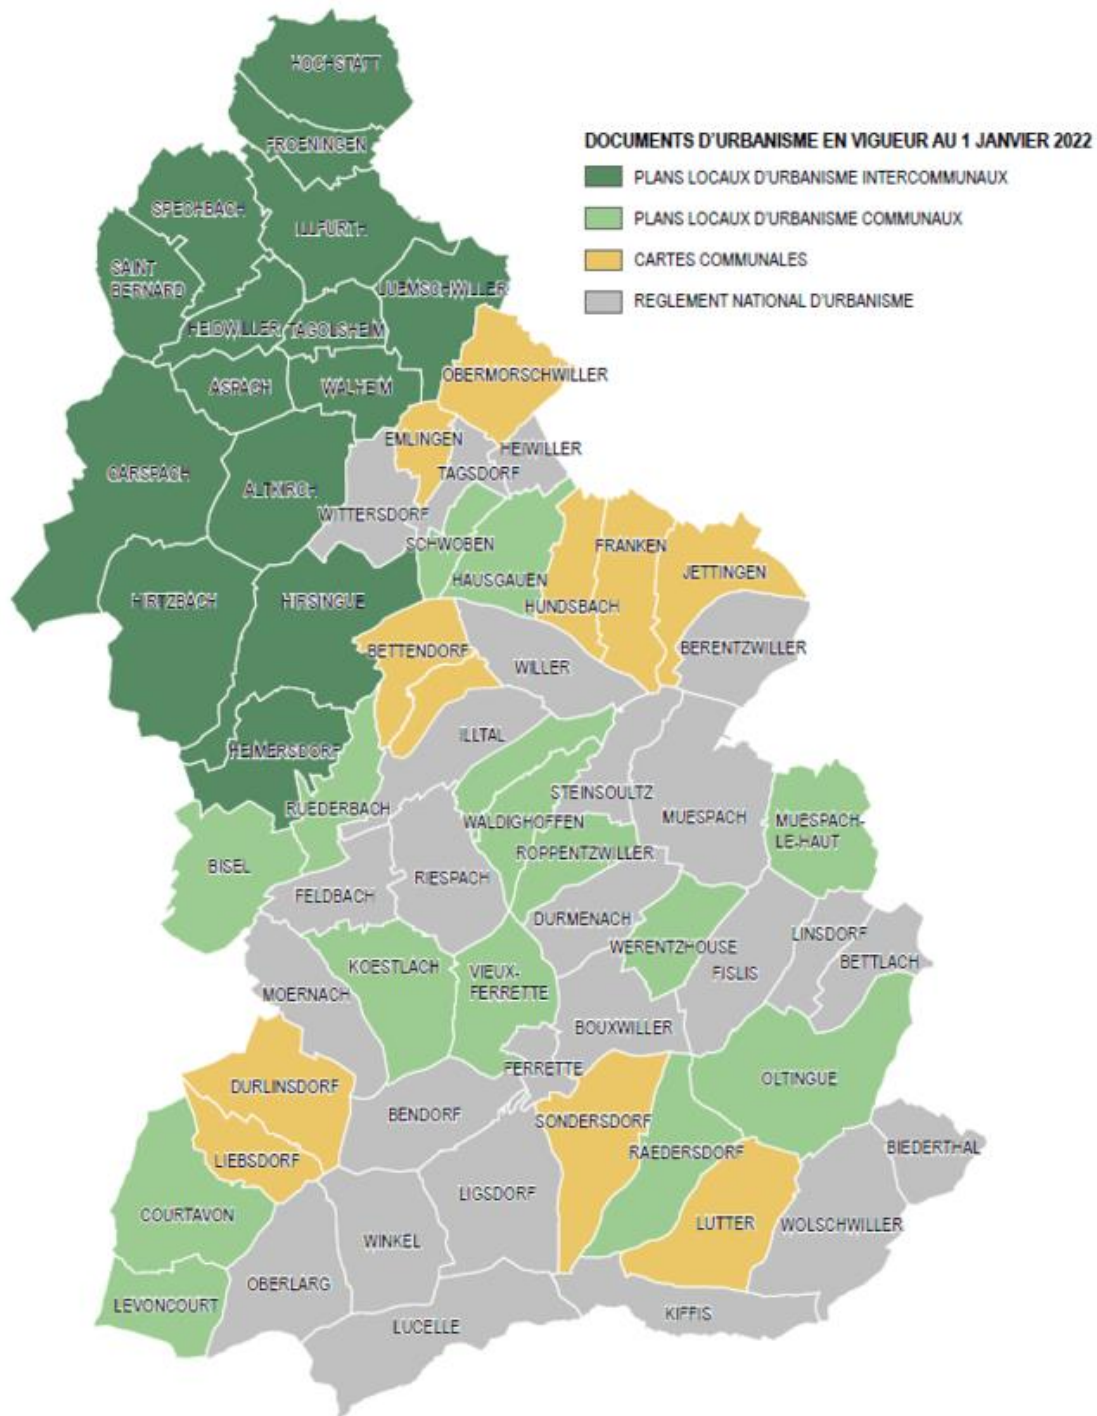 HOCHSTATT
FROENINGEN
DOCUMENTS D'URBANISME EN VIGUEUR AU 1 JANVIER 2022
PLANS LOCAUX D'URBANISME INTERCOMMUNAUX
PLANS LOCAUX D'URBANISME COMMUNAUX
CARTES COMMUNALES
REGLEMENT NATIONAL D'URBANISME
SPECHBACH
ILLFURTH
SAINT
BERNARD
LUEMSCHWILLER
HEIDWILLER
TAGOLSHEIM
ASPACH
WALHEIM
OBERMORSCHWILLER
EMLINGEN
HEIWILLER
TAGSDORF
CARSPACH
ALTKIRCH
WITTERSDORF
SCHWOBEN
FRANKEN
HAUSGAUEN
JETTINGEN
HIRTZBACH
HIRSINGUE
HUNDSBACH
BETTENDORF
WILLER
BERENTZWILLER
ILLTAL
HEIMERSDORF
STEINSOULTZ
RUEDERBACH
WALDIGHOFFEN
MUESPACH
MUESPACH-
LE-HAUT
ROPPENTZWILLER
BISEL
RIESPACH
FELDBACH
DURMENACH
WERENTZHOUSE
LINSDORF
BETTLACH
KOESTLACH
VIEUX-
FERRETTE
FISLIS
MOERNACH
BOUXWILLER
FERRETTE
OLTINGUE
DURLINSDORF
BENDORF
SONDERSDORF
RAEDERSDORF
BIEDERTHAL
LIEBSDORF
LIGSDORF
COURTAVON
WINKEL
LUTTER
WOLSCHWILLER
OBERLARG
LEVONCOURT
LUCELLE
KIFFIS